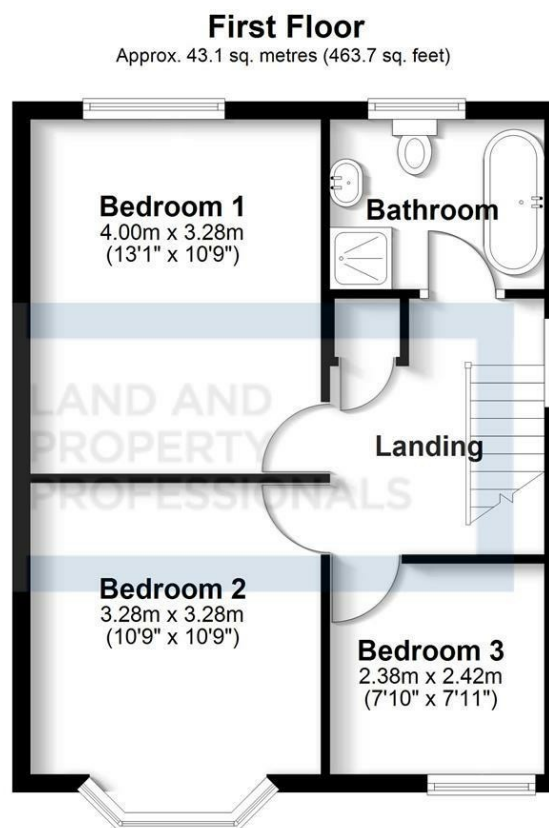 First Floor
Approx. 43.1 sq. metres (463.7 sq. feet)
Bedroom 1
4.00m x 3.28m
(13'1" x 10'9")
Bathroom
LAND AND
PROPERTY
PROFESSIONALS
Landing
Bedroom 2
3.28m x 3.28m
(10'9" x 10'9")
Bedroom 3
2.38m x 2.42m
(7'10" x 7'11")